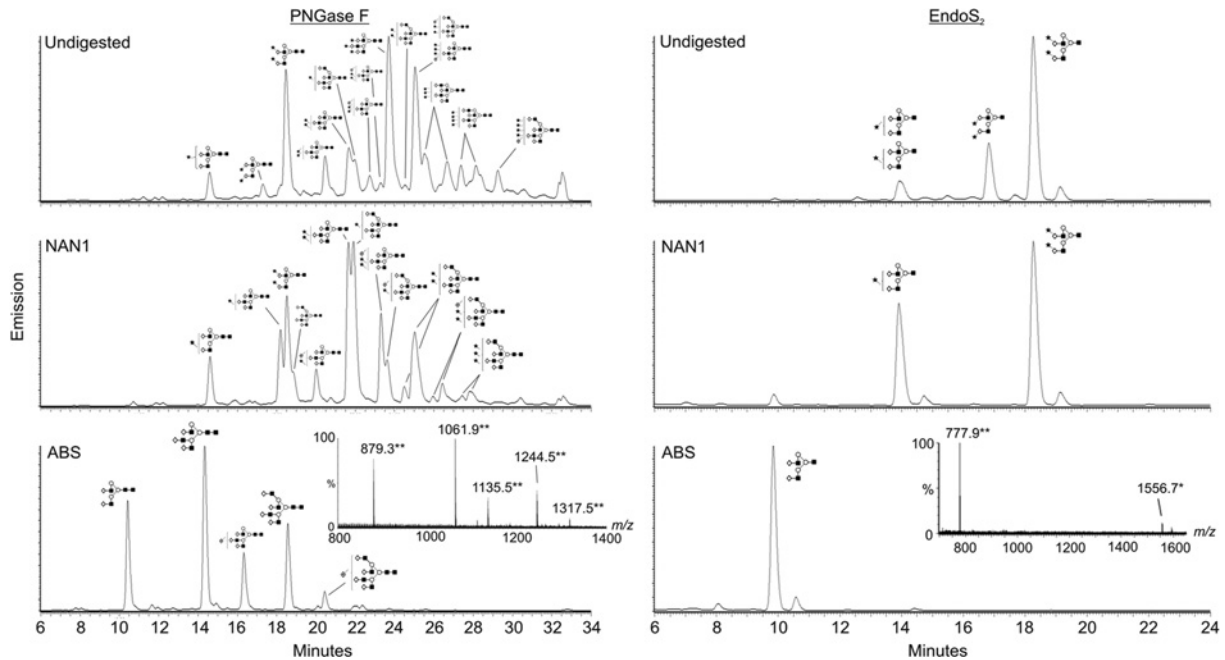 PNGase F
EndoS₂
Undigested
Undigested
NAN1
NAN1
Emission
ABS
100
%
879.3**
1061.9**
1135.5**
1244.5**
1317.5**
800
1000
1200
1400
m/z
ABS
100
%
777.9**
1556.7*
800
1000
1200
1400
1600
m/z
6 8 10 12 14 16 18 20 22 24 26 28 30 32 34
Minutes
6 8 10 12 14 16 18 20 22 24
Minutes